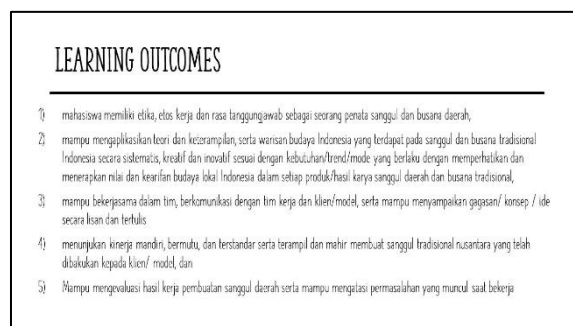 LEARNING OUTCOMES
1) mahasiswa memiliki etika, etos kerja dan rasa tanggungjawab sebagai seorang penata sanggul dan busana daerah,
2) mampu mengaplikasikan teori dan keterampilan, serta warisan budaya Indonesia yang terdapat pada sanggul dan busana tradisional
Indonesia secara sistematis, kreatif dan inovatif sesuai dengan kebutuhan/trend/mode yang berlaku dengan memperhatikan dan
menerapkan nilai dan kearifan budaya lokal Indonesia dalam setiap produk/hasil karya sanggul daerah dan busana tradisional,
3) mampu bekerjasama dalam tim, berkomunikasi dengan tim kerja dan klien/model, serta mampu menyampaikan gagasan/ konsep / ide
secara lisan dan tertulis
4) menunjukan kinerja mandiri, bermutu, dan terstandar serta terampil dan mahir membuat sanggul tradisional nusantara yang telah
dibakukan kepada klien/ model, dan
5) Mampu mengevaluasi hasil kerja pembuatan sanggul daerah serta mampu mengatasi permasalahan yang muncul saat bekerja